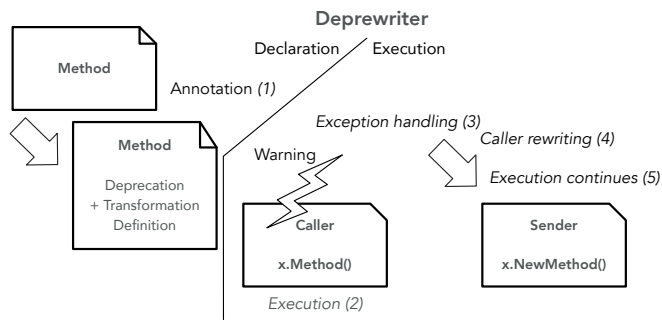 Deprewriter
Declaration
Execution
Method
Annotation (1)
Method
Deprecation
+ Transformation
Definition
Exception handling (3)
Caller rewriting (4)
Warning
Execution continues (5)
Caller
x.Method()
Execution (2)
Sender
x.NewMethod()